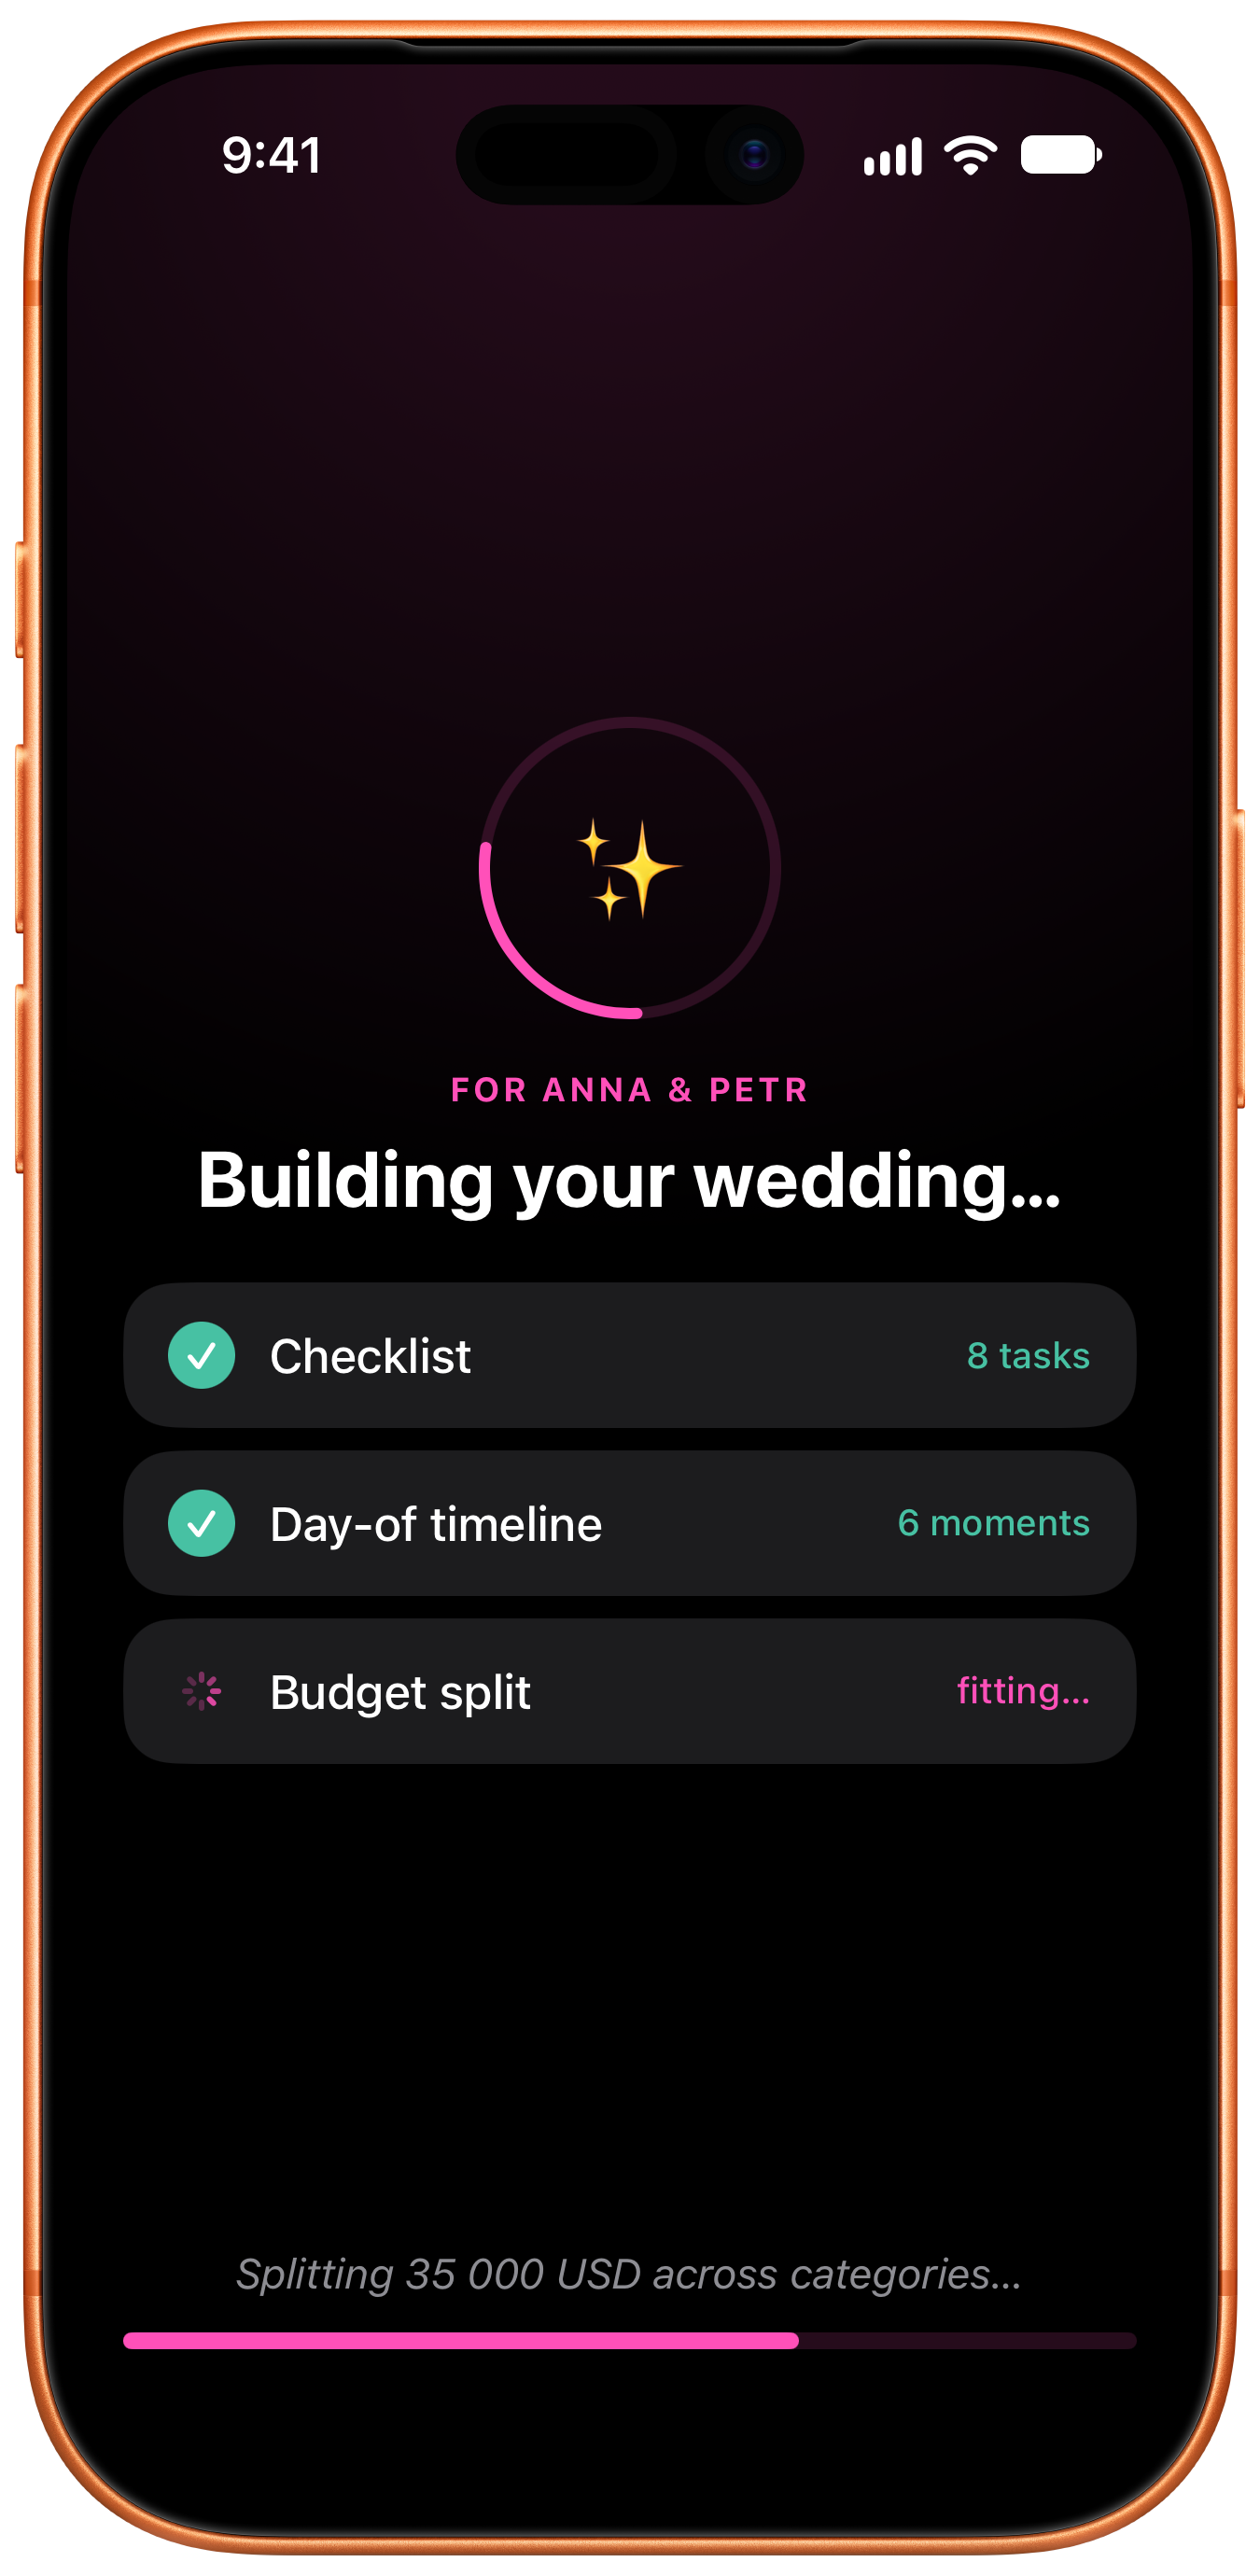 9:41
FOR ANNA & PETR
Building your wedding...
Checklist
8 tasks
Day-of timeline
6 moments
Budget split
fitting...
Splitting 35 000 USD across categories...